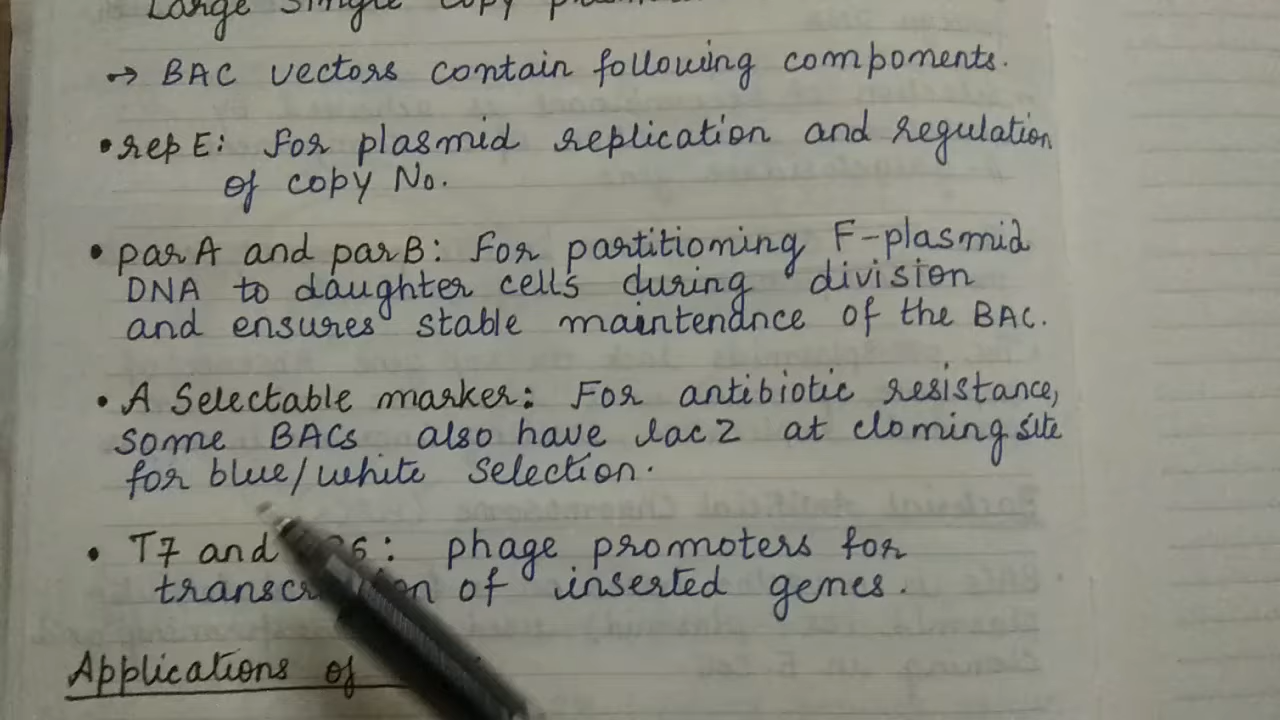 Large Single Copy
→ BAC vectors contain following components.
• rep E: For plasmid replication and regulation
of copy No.
• par A and par B: For partitioning F-plasmid
DNA to daughter cells during division
and ensures stable maintenance of the BAC.
• A Selectable marker: For antibiotic resistance,
some BACs also have lac Z at cloning site
for blue/white selection.
• T7 and : phage promoters for
of inserted genes.
Applications of